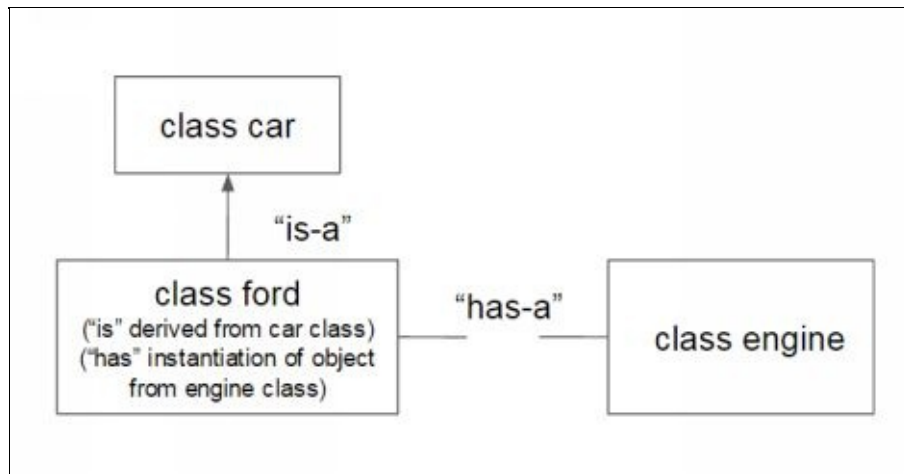 class car
“is-a”
class ford
(“is” derived from car class)
(“has” instantiation of object
from engine class)
“has-a”
class engine